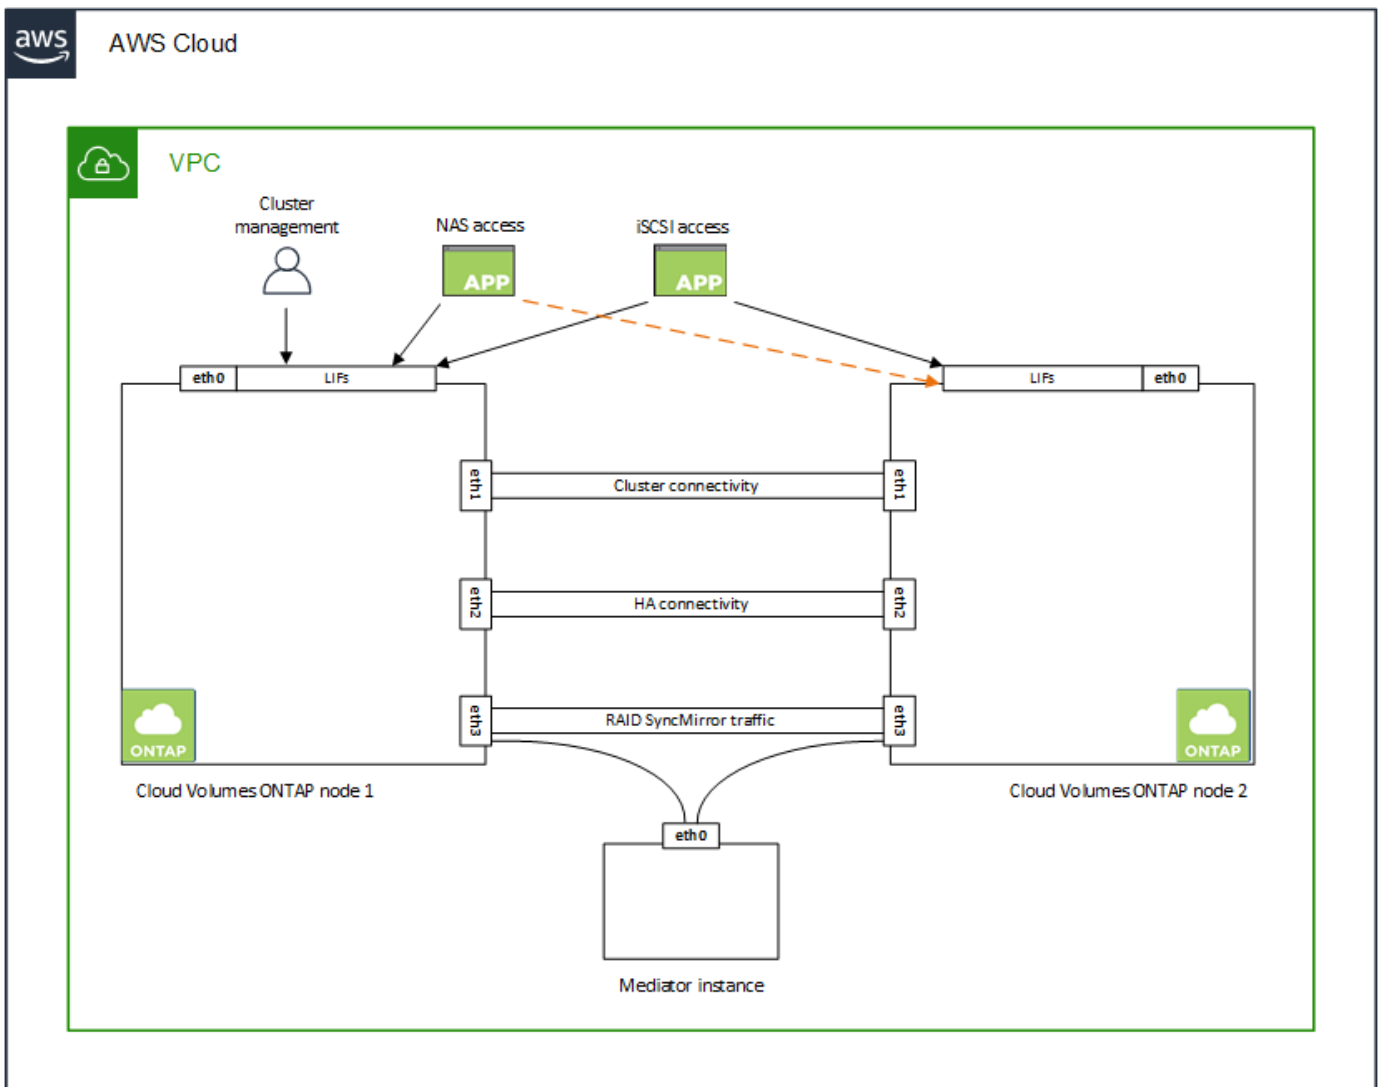 aws
AWS Cloud
VPC
Cluster
management
NAS access
iSCSI access
APP
APP
eth0
LIFs
LIFs
eth0
eth1
Cluster connectivity
eth1
eth2
HA connectivity
eth2
eth3
RAID SyncMirror traffic
eth3
ONTAP
ONTAP
Cloud Volumes ONTAP node 1
Cloud Volumes ONTAP node 2
eth0
Mediator instance